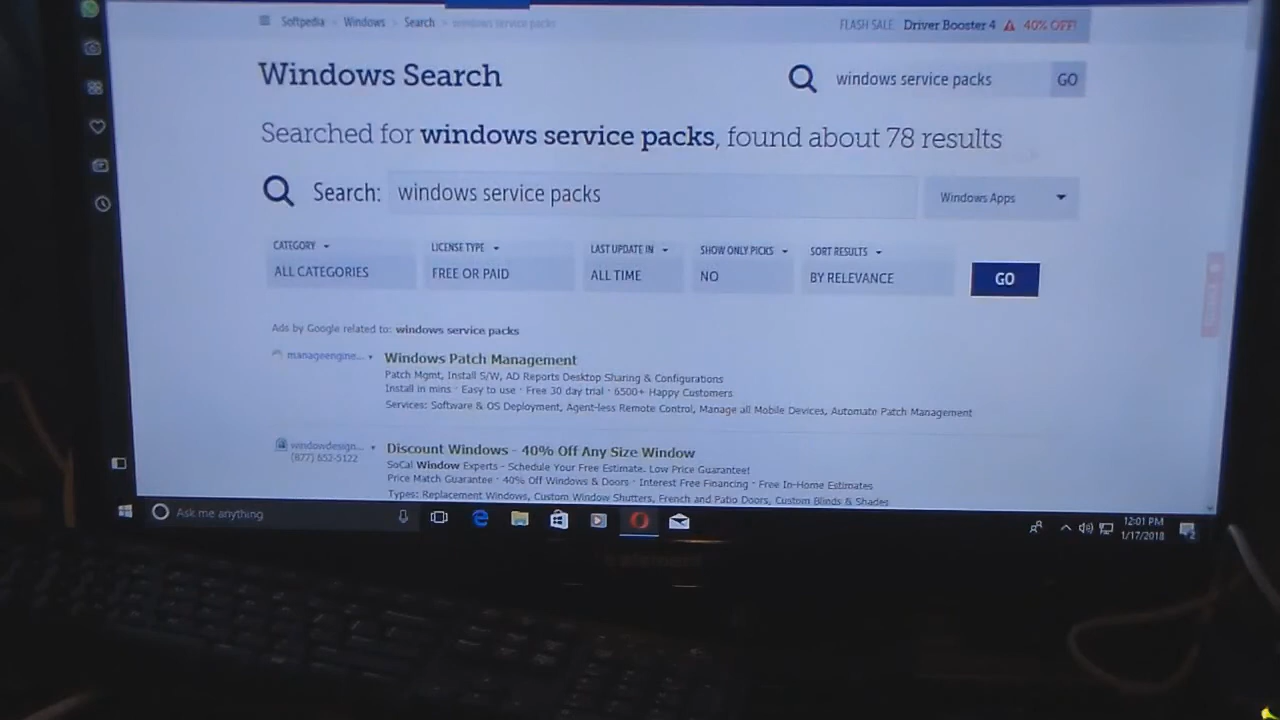 Softpedia > Windows > Search > windows service packs
FLASH SALE: Driver Booster 4 40% OFF!
Windows Search
windows service packs GO
Searched for windows service packs, found about 78 results
Search: windows service packs Windows Apps
CATEGORY LICENSE TYPE LAST UPDATE IN SHOW ONLY PICKS SORT RESULTS
ALL CATEGORIES FREE OR PAID ALL TIME NO BY RELEVANCE GO
Ads by Google related to: windows service packs
manageengine... Windows Patch Management
Patch Mgmt, Install S/W, AD Reports Desktop Sharing & Configurations
Install in mins · Easy to use · Free 30 day trial · 6500+ Happy Customers
Services: Software & OS Deployment, Agent-less Remote Control, Manage all Mobile Devices, Automate Patch Management
windowdesign... Discount Windows - 40% Off Any Size Window
(877) 652-5122
SoCal Window Experts - Schedule Your Free Estimate. Low Price Guarantee!
Price Match Guarantee · 40% Off Windows & Doors · Interest Free Financing · Free In-Home Estimates
Types: Replacement Windows, Custom Window Shutters, French and Patio Doors, Custom Blinds & Shades
Ask me anything
12:01 PM
1/17/2018
2